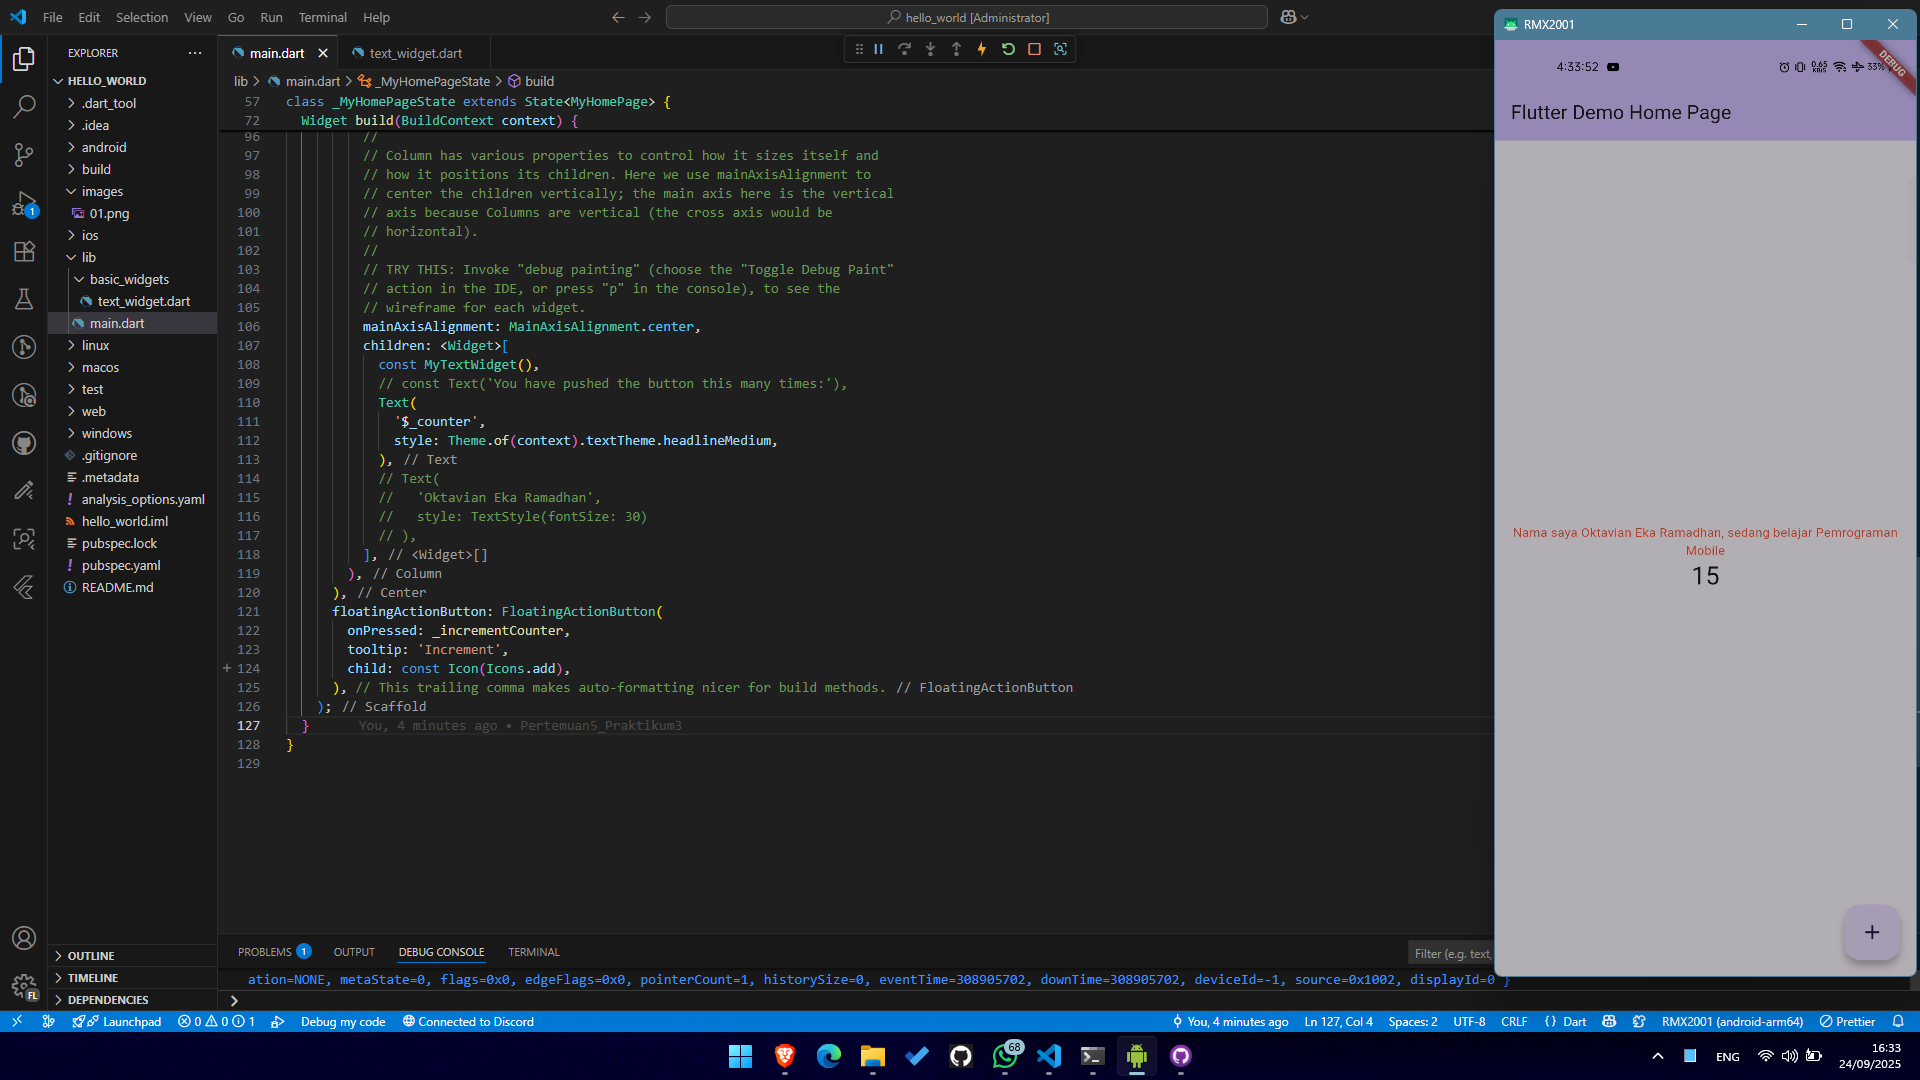 File Edit Selection View Go Run Terminal Help
hello_world [Administrator]
EXPLORER
HELLO_WORLD
.dart_tool
.idea
android
build
images
01.png
ios
lib
basic_widgets
text_widget.dart
main.dart
linux
macos
test
web
windows
.gitignore
.metadata
analysis_options.yaml
hello_world.iml
pubspec.lock
pubspec.yaml
README.md
OUTLINE
TIMELINE
DEPENDENCIES
1
FL
main.dart text_widget.dart
lib > main.dart > _MyHomePageState > build
57 class _MyHomePageState extends State<MyHomePage> {
72 Widget build(BuildContext context) {
96 //
97 // Column has various properties to control how it sizes itself and
98 // how it positions its children. Here we use mainAxisAlignment to
99 // center the children vertically; the main axis here is the vertical
100 // axis because Columns are vertical (the cross axis would be
101 // horizontal).
102 //
103 // TRY THIS: Invoke "debug painting" (choose the "Toggle Debug Paint"
104 // action in the IDE, or press "p" in the console), to see the
105 // wireframe for each widget.
106 mainAxisAlignment: MainAxisAlignment.center,
107 children: <Widget>[
108 const MyTextWidget(),
109 // const Text('You have pushed the button this many times:'),
110 Text(
111 '$_counter',
112 style: Theme.of(context).textTheme.headlineMedium,
113 ), // Text
114 // Text(
115 //   'Oktavian Eka Ramadhan',
116 //   style: TextStyle(fontSize: 30)
117 // ),
118 ], // <Widget>[]
119 ), // Column
120 ), // Center
121 floatingActionButton: FloatingActionButton(
122 onPressed: _incrementCounter,
123 tooltip: 'Increment',
124 child: const Icon(Icons.add),
125 ), // This trailing comma makes auto-formatting nicer for build methods. // FloatingActionButton
126 ); // Scaffold
127 } You, 4 minutes ago • Pertemuan5_Praktikum3
128 }
129
PROBLEMS 1 OUTPUT DEBUG CONSOLE TERMINAL Filter (e.g. text,
ation=NONE, metaState=0, flags=0x0, edgeFlags=0x0, pointerCount=1, historySize=0, eventTime=308905702, downTime=308905702, deviceId=-1, source=0x1002, displayId=0 }
RMX2001
4:33:52 0.65 KB/S 33%
DEBUG
Flutter Demo Home Page
Nama saya Oktavian Eka Ramadhan, sedang belajar Pemrograman
Mobile
15
+
Launchpad 0 0 1 Debug my code Connected to Discord You, 4 minutes ago Ln 127, Col 4 Spaces: 2 UTF-8 CRLF { } Dart RMX2001 (android-arm64) Prettier
68
ENG
16:33
24/09/2025